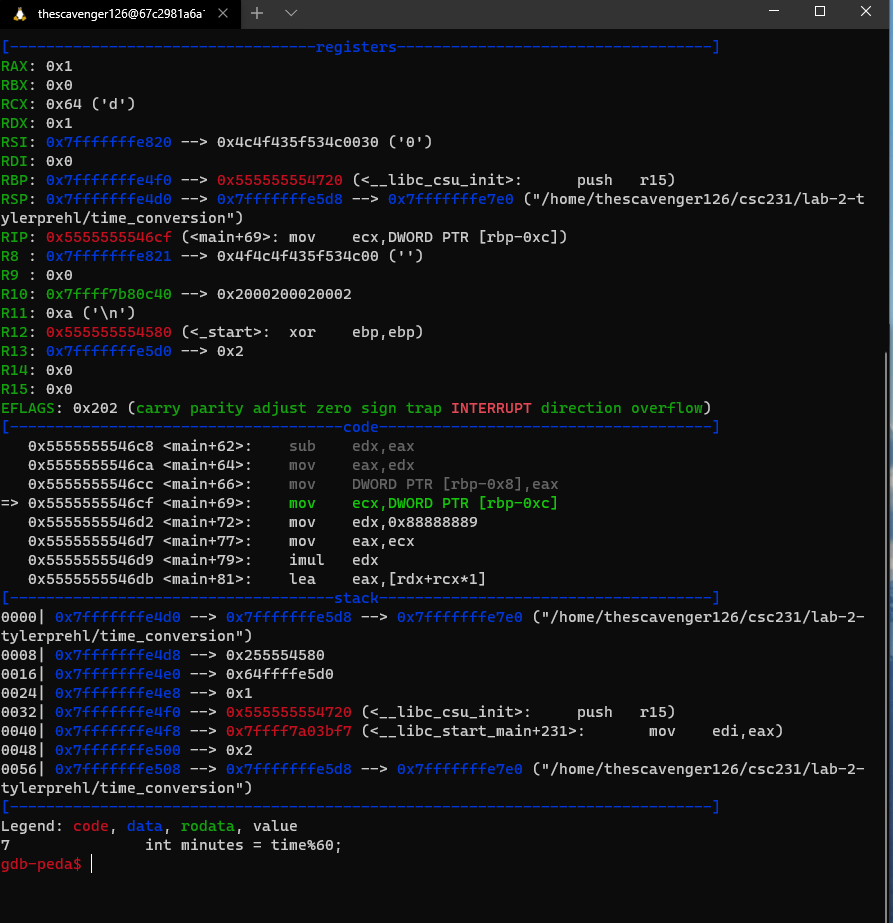 thescavenger126@67c2981a6a1
[----------------------------------registers-----------------------------------]
RAX: 0x1
RBX: 0x0
RCX: 0x64 ('d')
RDX: 0x1
RSI: 0x7fffffffe820 --> 0x4c4f435f534c0030 ('0')
RDI: 0x0
RBP: 0x7fffffffe4f0 --> 0x555555554720 (<__libc_csu_init>:      push   r15)
RSP: 0x7fffffffe4d0 --> 0x7fffffffe5d8 --> 0x7fffffffe7e0 ("/home/thescavenger126/csc231/lab-2-t
ylerprehl/time_conversion")
RIP: 0x5555555546cf (<main+69>: mov    ecx,DWORD PTR [rbp-0xc])
R8 : 0x7fffffffe821 --> 0x4f4c4f435f534c00 ('')
R9 : 0x0
R10: 0x7ffff7b80c40 --> 0x2000200020002
R11: 0xa ('\n')
R12: 0x555555554580 (<_start>:  xor    ebp,ebp)
R13: 0x7fffffffe5d0 --> 0x2
R14: 0x0
R15: 0x0
EFLAGS: 0x202 (carry parity adjust zero sign trap INTERRUPT direction overflow)
[-------------------------------------code-------------------------------------]
   0x5555555546c8 <main+62>:    sub    edx,eax
   0x5555555546ca <main+64>:    mov    eax,edx
   0x5555555546cc <main+66>:    mov    DWORD PTR [rbp-0x8],eax
=> 0x5555555546cf <main+69>:    mov    ecx,DWORD PTR [rbp-0xc]
   0x5555555546d2 <main+72>:    mov    edx,0x88888889
   0x5555555546d7 <main+77>:    mov    eax,ecx
   0x5555555546d9 <main+79>:    imul   edx
   0x5555555546db <main+81>:    lea    eax,[rdx+rcx*1]
[------------------------------------stack-------------------------------------]
0000| 0x7fffffffe4d0 --> 0x7fffffffe5d8 --> 0x7fffffffe7e0 ("/home/thescavenger126/csc231/lab-2-
tylerprehl/time_conversion")
0008| 0x7fffffffe4d8 --> 0x255554580
0016| 0x7fffffffe4e0 --> 0x64ffffe5d0
0024| 0x7fffffffe4e8 --> 0x1
0032| 0x7fffffffe4f0 --> 0x555555554720 (<__libc_csu_init>:     push   r15)
0040| 0x7fffffffe4f8 --> 0x7ffff7a03bf7 (<__libc_start_main+231>:       mov    edi,eax)
0048| 0x7fffffffe500 --> 0x2
0056| 0x7fffffffe508 --> 0x7fffffffe5d8 --> 0x7fffffffe7e0 ("/home/thescavenger126/csc231/lab-2-
tylerprehl/time_conversion")
[------------------------------------------------------------------------------]
Legend: code, data, rodata, value
7               int minutes = time%60;
gdb-peda$